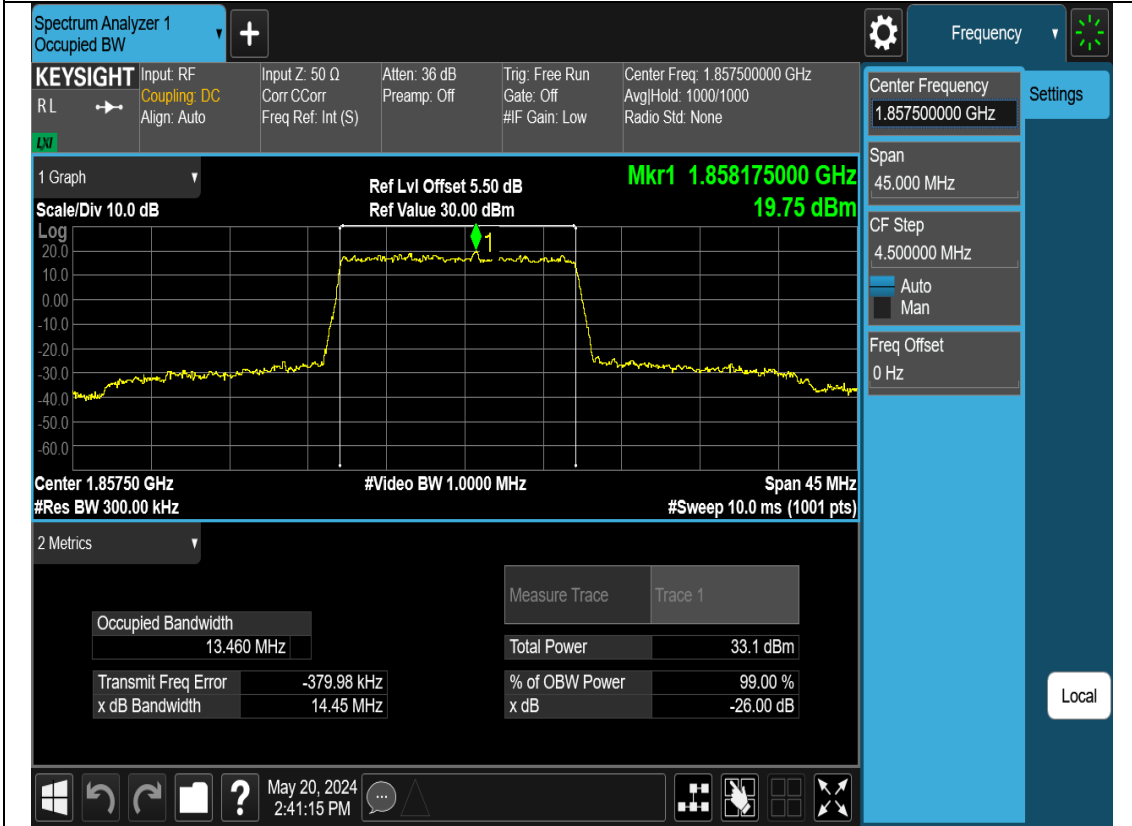 Spectrum Analyzer 1
Occupied BW
Frequency
KEYSIGHT
R L
LXI
Input: RF
Coupling: DC
Align: Auto
Input Z: 50 Ω
Corr CCorr
Freq Ref: Int (S)
Atten: 36 dB
Preamp: Off
Trig: Free Run
Gate: Off
#IF Gain: Low
Center Freq: 1.857500000 GHz
Avg|Hold: 1000/1000
Radio Std: None
Center Frequency
1.857500000 GHz
Settings
Span
45.000 MHz
CF Step
4.500000 MHz
Auto
Man
Freq Offset
0 Hz
Local
1 Graph
Scale/Div 10.0 dB
Ref Lvl Offset 5.50 dB
Ref Value 30.00 dBm
Mkr1 1.858175000 GHz
19.75 dBm
Log
20.0
10.0
0.00
-10.0
-20.0
-30.0
-40.0
-50.0
-60.0
1
Center 1.85750 GHz
#Video BW 1.0000 MHz
Span 45 MHz
#Res BW 300.00 kHz
#Sweep 10.0 ms (1001 pts)
2 Metrics
Measure Trace Trace 1
Occupied Bandwidth
13.460 MHz
Total Power 33.1 dBm
Transmit Freq Error -379.98 kHz
% of OBW Power 99.00 %
x dB Bandwidth 14.45 MHz
x dB -26.00 dB
?
May 20, 2024
2:41:15 PM